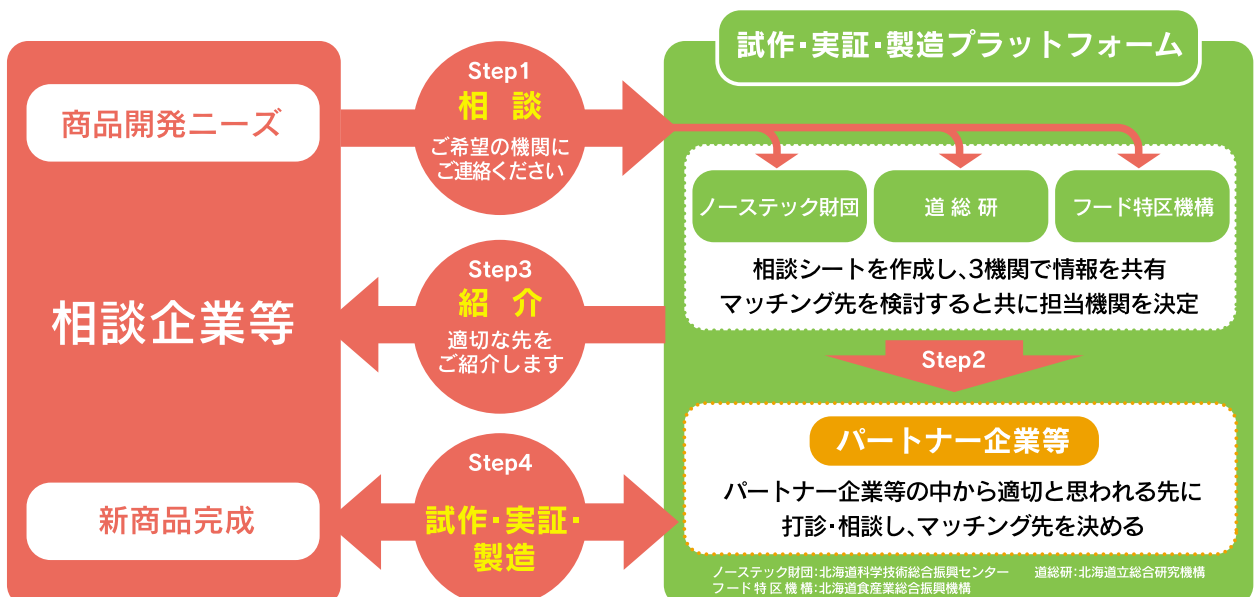 試作・実証・製造プラットフォーム
商品開発ニーズ
Step1
相 談
ご希望の機関に
ご連絡ください
ノーステック財団
道 総 研
フード特区機構
相談シートを作成し、3機関で情報を共有
マッチング先を検討すると共に担当機関を決定
相談企業等
Step3
紹 介
適切な先を
ご紹介します
Step2
パートナー企業等
パートナー企業等の中から適切と思われる先に
打診・相談し、マッチング先を決める
新商品完成
Step4
試作・実証・
製造
ノーステック財団：北海道科学技術総合振興センター　道総研：北海道立総合研究機構
フード特区機構：北海道食産業総合振興機構